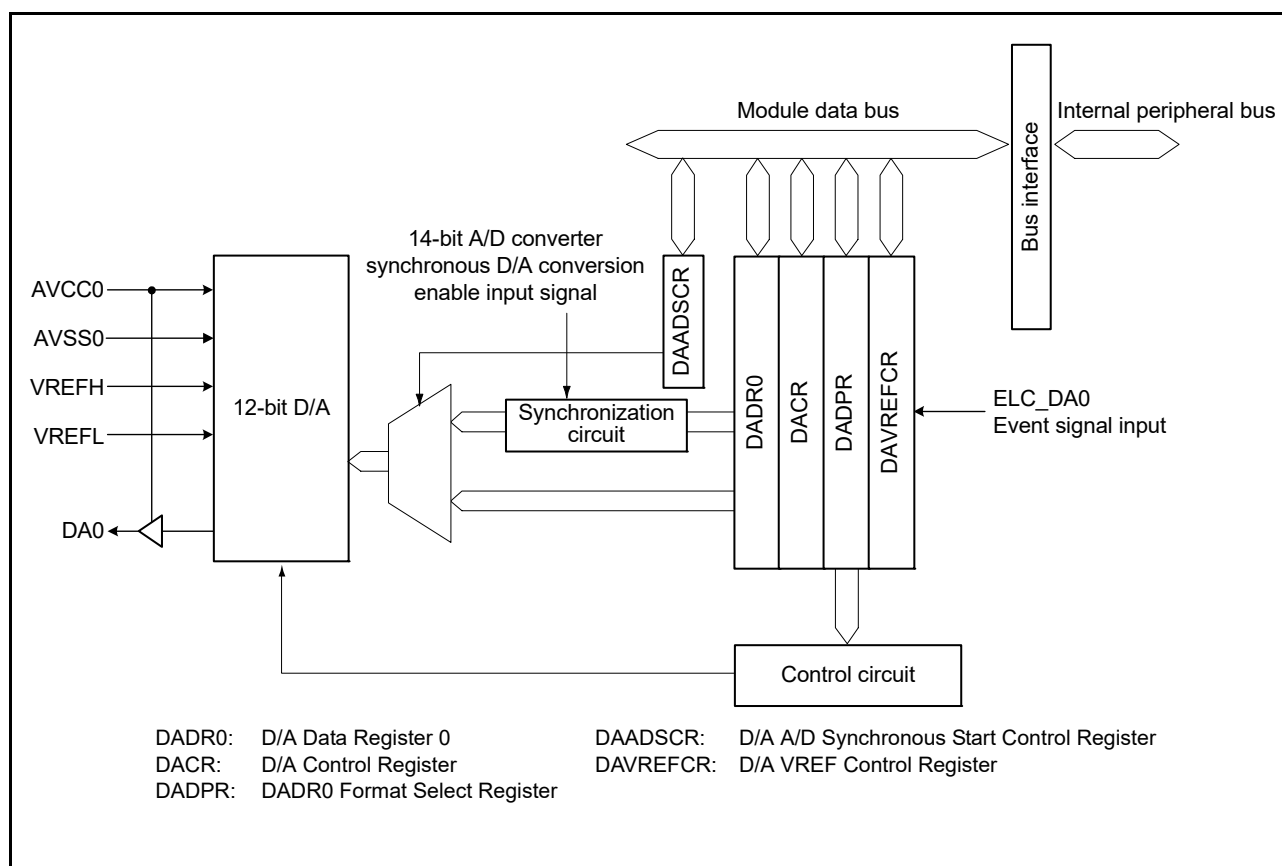 Module data bus
Internal peripheral bus
Bus interface
14-bit A/D converter
synchronous D/A conversion
enable input signal
AVCC0
AVSS0
VREFH
VREFL
DA0
12-bit D/A
DAADSCR
Synchronization
circuit
DADR0
DACR
DADPR
DAVREFCR
ELC_DA0
Event signal input
Control circuit
DADR0: D/A Data Register 0
DACR: D/A Control Register
DADPR: DADR0 Format Select Register
DAADSCR: D/A A/D Synchronous Start Control Register
DAVREFCR: D/A VREF Control Register